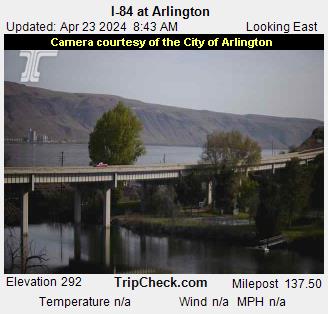 I-84 at Arlington
Updated: Apr 23 2024 8:43 AM Looking East
Camera courtesy of the City of Arlington
Elevation 292 TripCheck.com Milepost 137.50
Temperature n/a Wind n/a MPH n/a